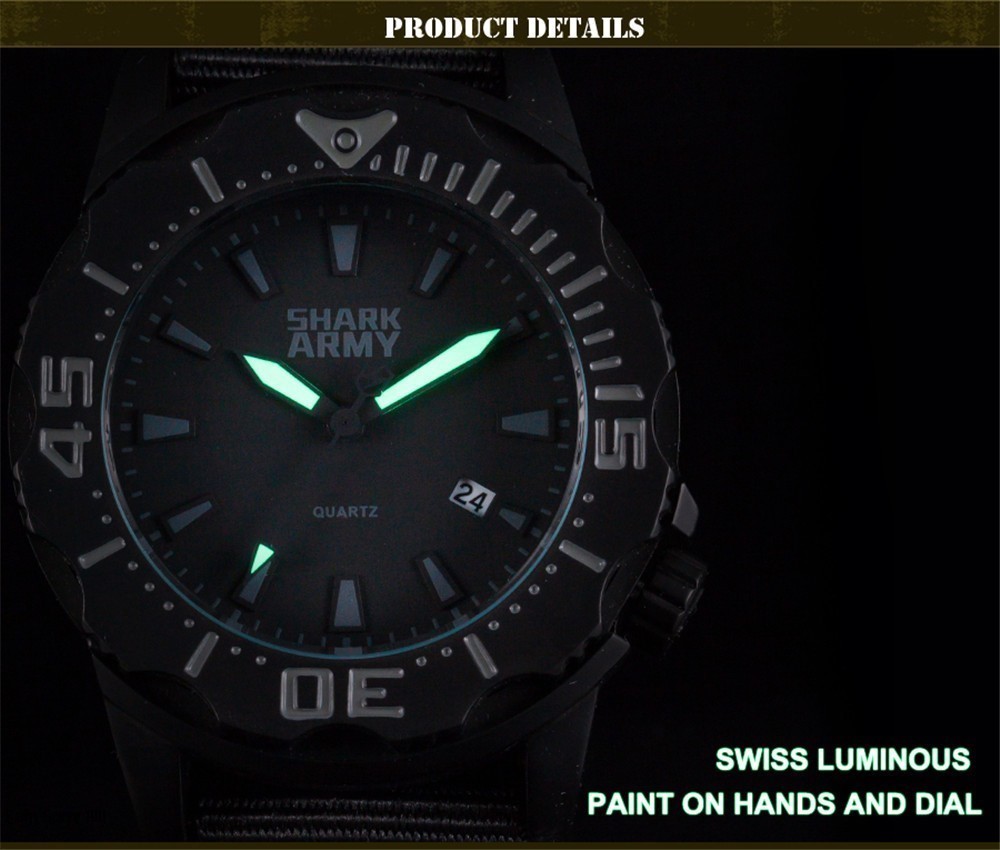 PRODUCT DETAILS
SHARK
ARMY
45
15
24
QUARTZ
30
SWISS LUMINOUS
PAINT ON HANDS AND DIAL